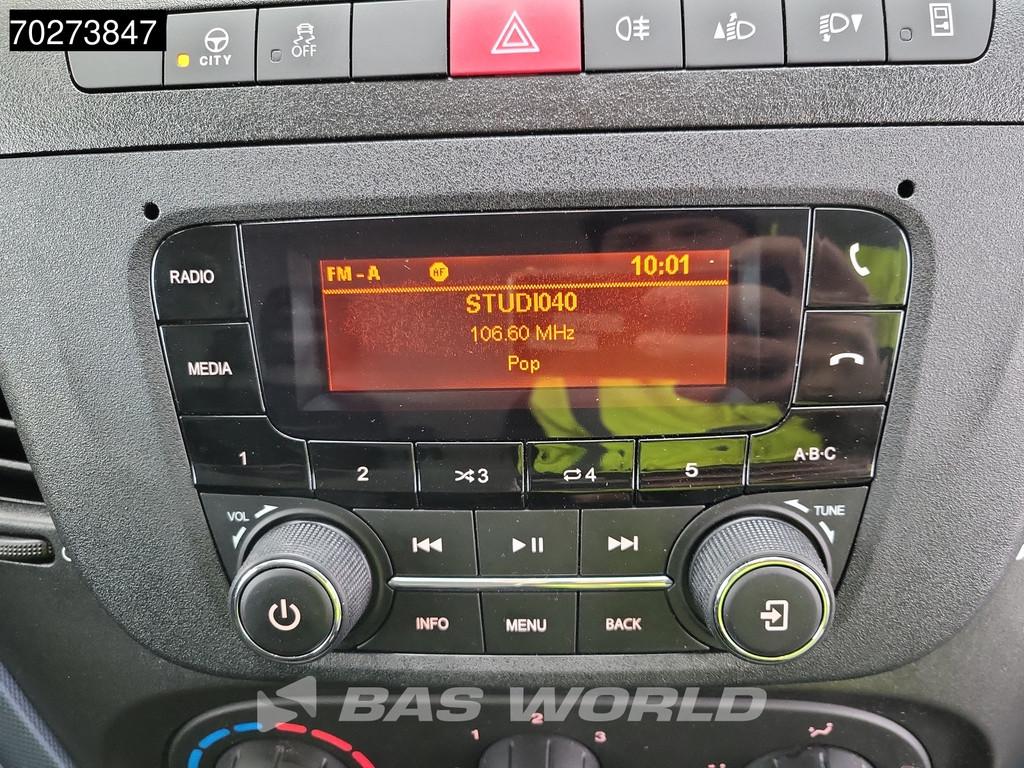 70273847
CITY
OFF
RADIO
MEDIA
FM - A AF 10:01
STUDIO40
106.60 MHz
Pop
1 2 3 4 5 A·B·C
VOL
TUNE
INFO MENU BACK
BAS WORLD
1 2 3